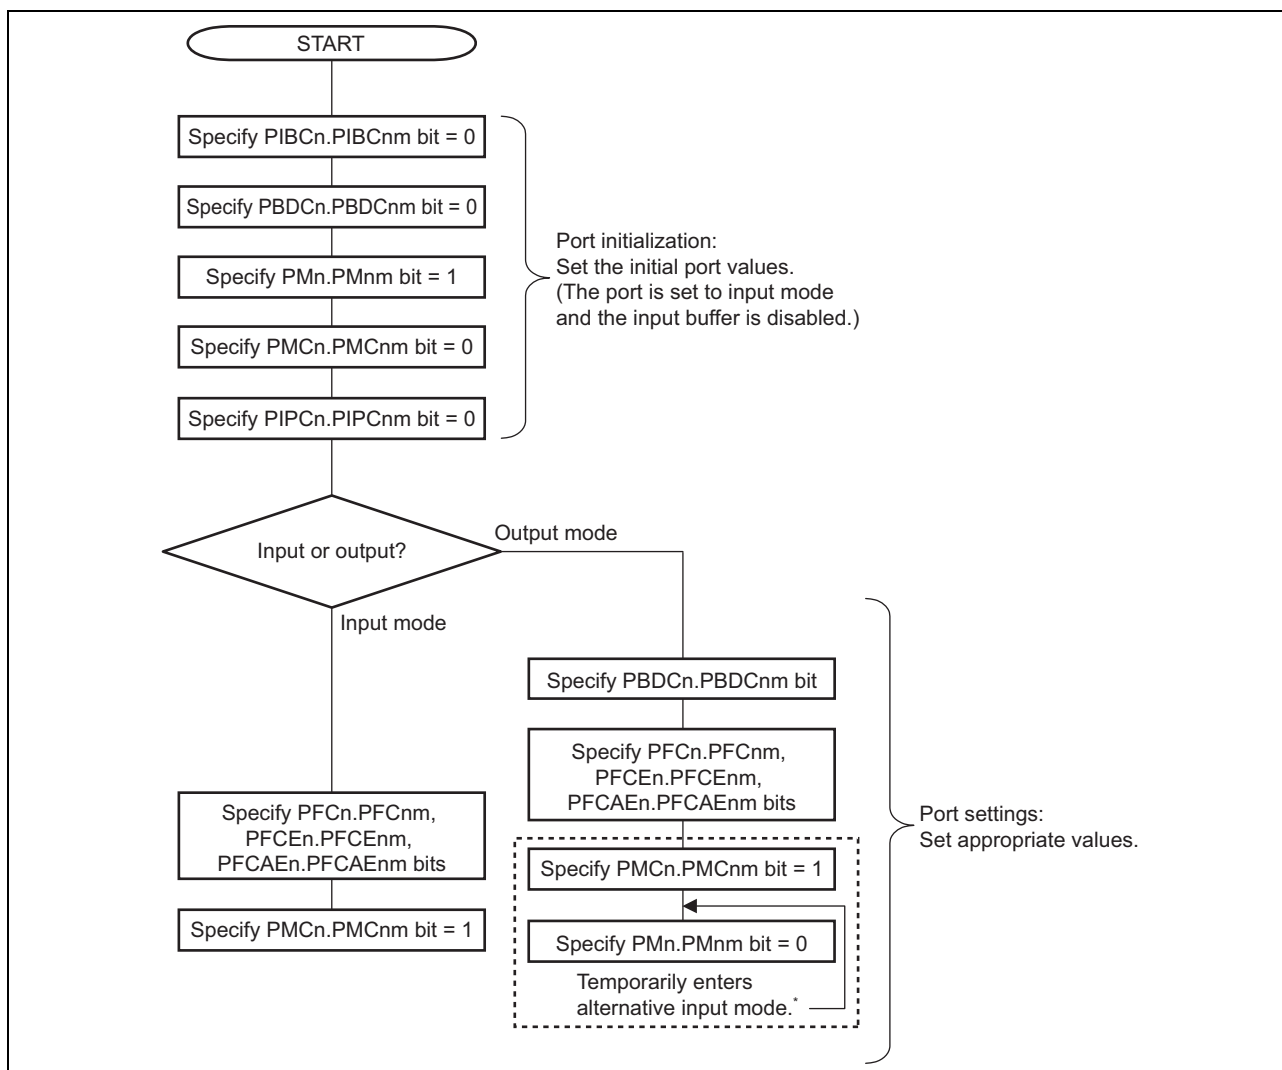 START
Specify PIBCn.PIBCnm bit = 0
Specify PBDCn.PBDCnm bit = 0
Specify PMn.PMnm bit = 1
Specify PMCn.PMCnm bit = 0
Specify PIPCn.PIPCnm bit = 0
Port initialization:
Set the initial port values.
(The port is set to input mode
and the input buffer is disabled.)
Input or output?
Output mode
Input mode
Specify PFCn.PFCnm,
PFCEn.PFCEnm,
PFCAEn.PFCAEnm bits
Specify PMCn.PMCnm bit = 1
Specify PBDCn.PBDCnm bit
Specify PFCn.PFCnm,
PFCEn.PFCEnm,
PFCAEn.PFCAEnm bits
Specify PMCn.PMCnm bit = 1
Specify PMn.PMnm bit = 0
Temporarily enters
alternative input mode.*
Port settings:
Set appropriate values.